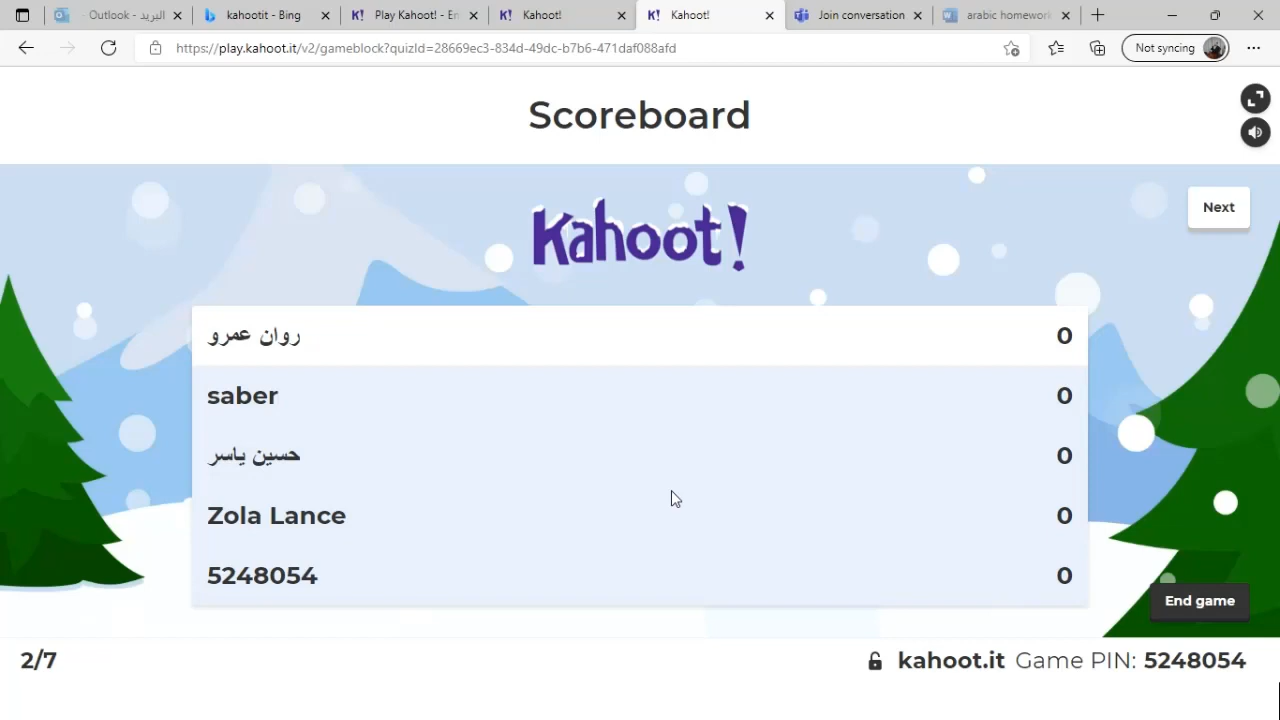 Outlook - البريد
kahootit - Bing
Play Kahoot! - En
Kahoot!
Kahoot!
Join conversation
arabic homework
https://play.kahoot.it/v2/gameblock?quizId=28669ec3-834d-49dc-b7b6-471daf088afd
Not syncing
Scoreboard
Kahoot!
Next
روان عمرو 0
saber 0
حسين ياسر 0
Zola Lance 0
5248054 0
End game
2/7
kahoot.it Game PIN: 5248054